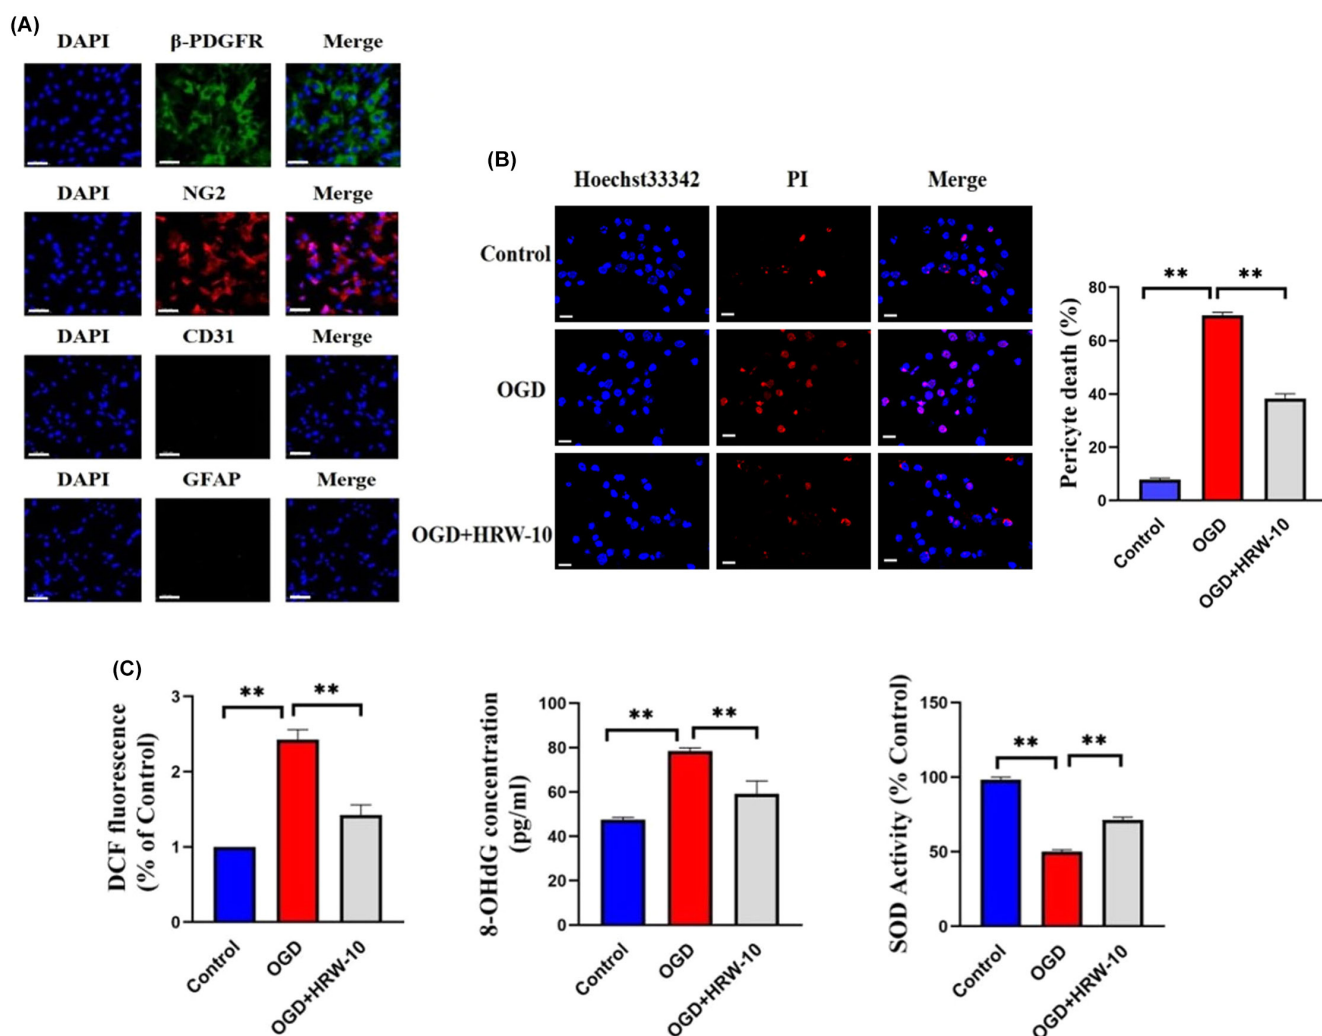 (A)
DAPI β-PDGFR Merge
DAPI NG2 Merge
DAPI CD31 Merge
DAPI GFAP Merge
(B)
Hoechst33342 PI Merge
Control
OGD
OGD+HRW-10
Pericyte death (%)
80
60
40
20
0
** **
Control OGD OGD+HRW-10
(C)
DCF fluorescence
(% of Control)
3
2
1
0
** **
Control OGD OGD+HRW-10
8-OHdG concentration
(pg/ml)
100
80
60
40
20
0
** **
Control OGD OGD+HRW-10
SOD Activity (% Control)
150
100
50
0
** **
Control OGD OGD+HRW-10